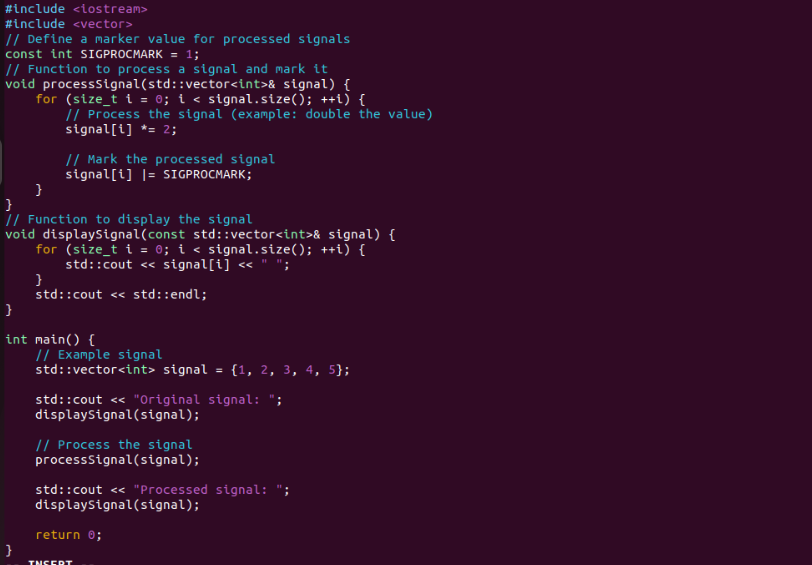 #include <iostream>
#include <vector>
// Define a marker value for processed signals
const int SIGPROCMARK = 1;
// Function to process a signal and mark it
void processSignal(std::vector<int>& signal) {
    for (size_t i = 0; i < signal.size(); ++i) {
        // Process the signal (example: double the value)
        signal[i] *= 2;

        // Mark the processed signal
        signal[i] |= SIGPROCMARK;
    }
}
// Function to display the signal
void displaySignal(const std::vector<int>& signal) {
    for (size_t i = 0; i < signal.size(); ++i) {
        std::cout << signal[i] << " ";
    }
    std::cout << std::endl;
}

int main() {
    // Example signal
    std::vector<int> signal = {1, 2, 3, 4, 5};

    std::cout << "Original signal: ";
    displaySignal(signal);

    // Process the signal
    processSignal(signal);

    std::cout << "Processed signal: ";
    displaySignal(signal);

    return 0;
}
-- INSERT --